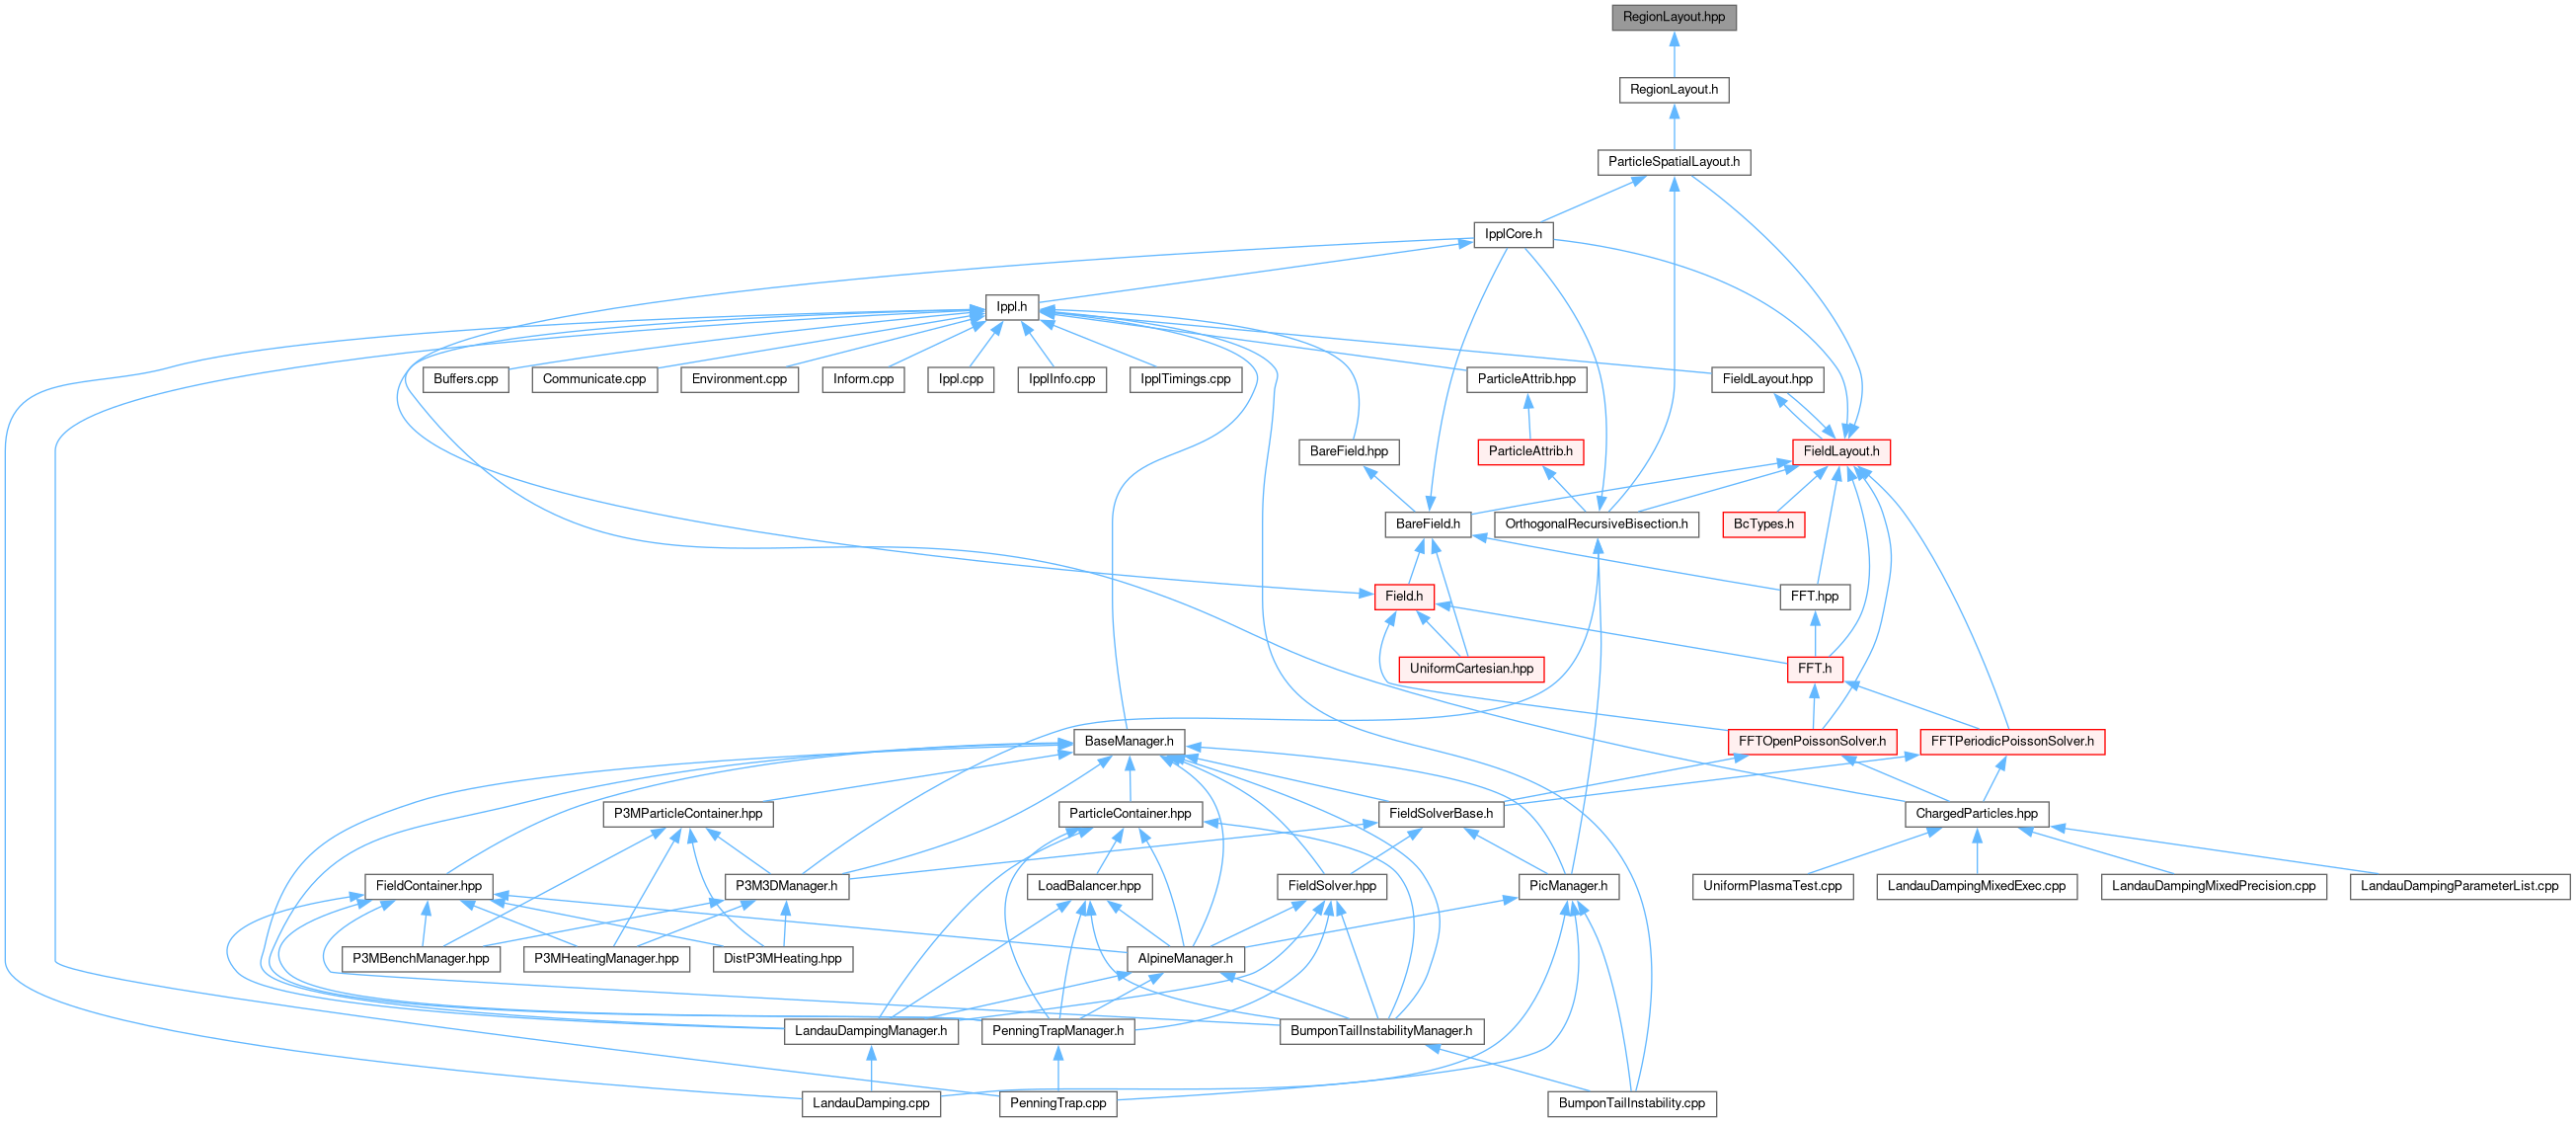 RegionLayout.hpp
RegionLayout.h
ParticleSpatialLayout.h
IpplCore.h
Ippl.h
Buffers.cpp
Communicate.cpp
Environment.cpp
Inform.cpp
Ippl.cpp
IpplInfo.cpp
IpplTimings.cpp
ParticleAttrib.hpp
FieldLayout.hpp
BareField.hpp
ParticleAttrib.h
FieldLayout.h
BareField.h
OrthogonalRecursiveBisection.h
BcTypes.h
Field.h
FFT.hpp
UniformCartesian.hpp
FFT.h
BaseManager.h
FFTOpenPoissonSolver.h
FFTPeriodicPoissonSolver.h
P3MParticleContainer.hpp
ParticleContainer.hpp
FieldSolverBase.h
ChargedParticles.hpp
FieldContainer.hpp
P3M3DManager.h
LoadBalancer.hpp
FieldSolver.hpp
PicManager.h
UniformPlasmaTest.cpp
LandauDampingMixedExec.cpp
LandauDampingMixedPrecision.cpp
LandauDampingParameterList.cpp
P3MBenchManager.hpp
P3MHeatingManager.hpp
DistP3MHeating.hpp
AlpineManager.h
LandauDampingManager.h
PenningTrapManager.h
BumponTailInstabilityManager.h
LandauDamping.cpp
PenningTrap.cpp
BumponTailInstability.cpp